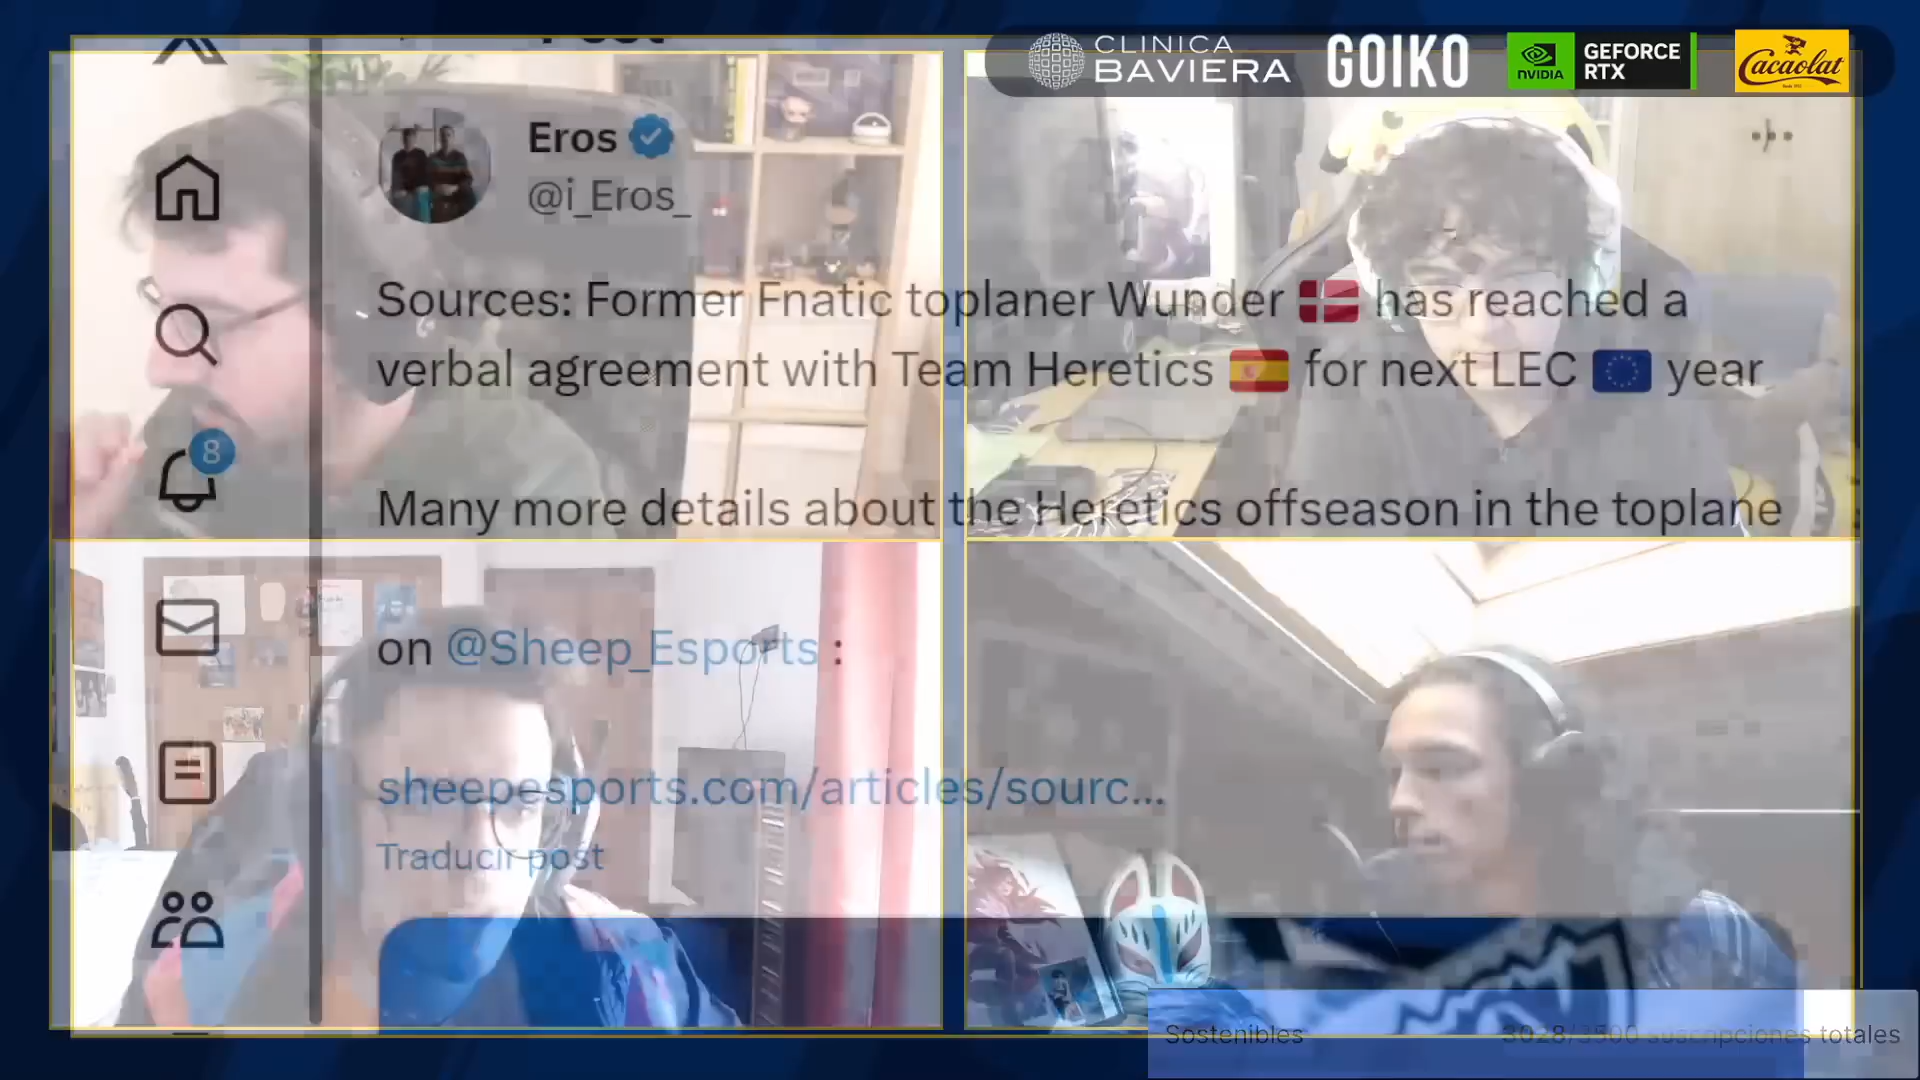 CLINICA
BAVIERA
GOIKO
NVIDIA
GEFORCE
RTX
Cacaolat
Eros
@i_Eros_
Sources: Former Fnatic toplaner Wunder 🇩🇰 has reached a
verbal agreement with Team Heretics 🇪🇸 for next LEC 🇪🇺 year
8
Many more details about the Heretics offseason in the toplane
on @Sheep_Esports :
sheepesports.com/articles/sourc...
Traducir post
Sostenibles 3028/3500 suscripciones totales